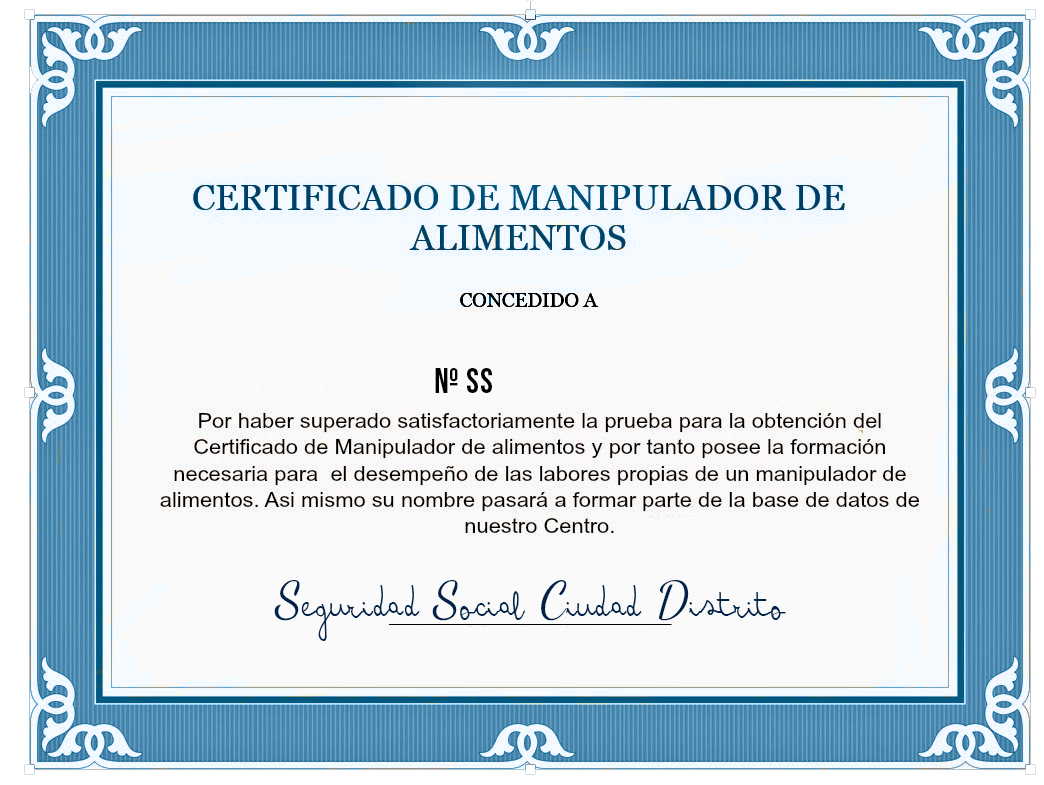 CERTIFICADO DE MANIPULADOR DE
ALIMENTOS
CONCEDIDO A
Nº SS
Por haber superado satisfactoriamente la prueba para la obtención del
Certificado de Manipulador de alimentos y por tanto posee la formación
necesaria para  el desempeño de las labores propias de un manipulador de
alimentos. Asi mismo su nombre pasará a formar parte de la base de datos de
nuestro Centro.
Seguridad Social Ciudad Distrito